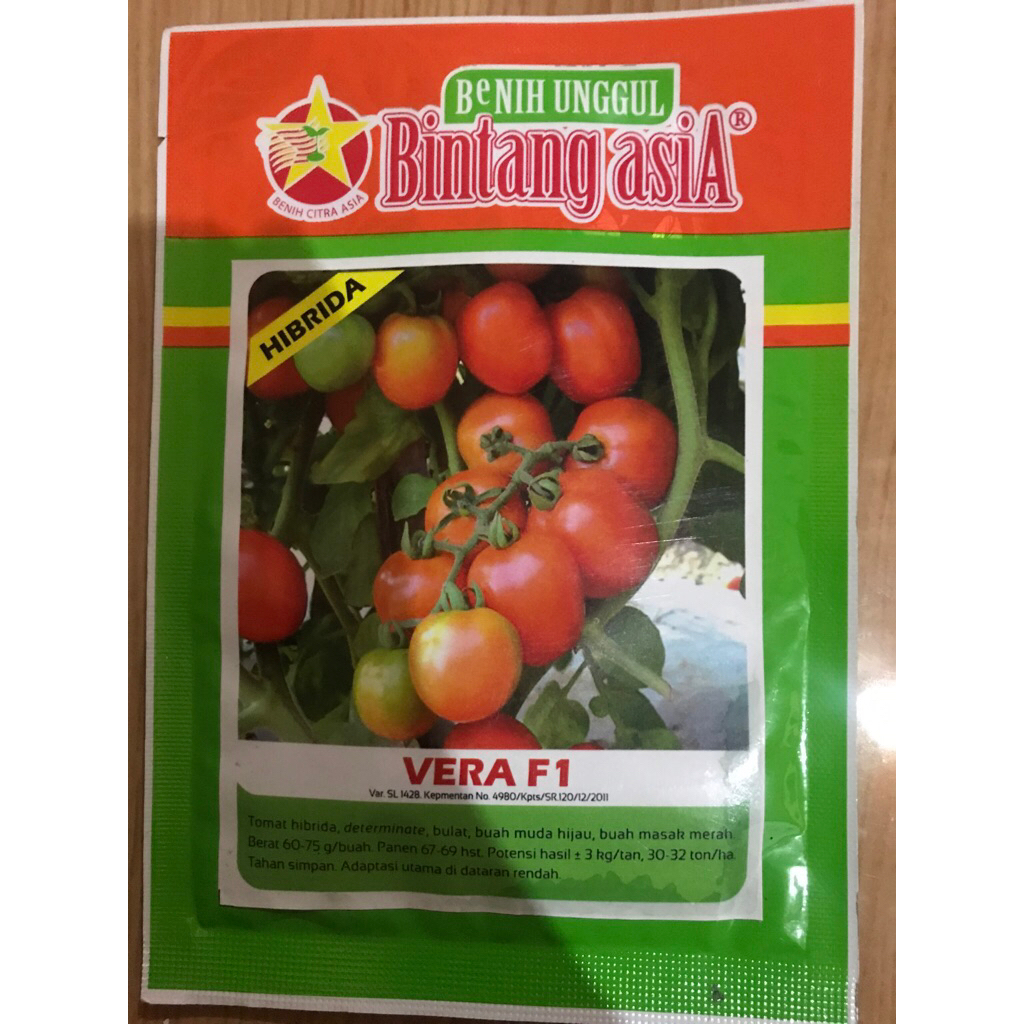 BeNIH UNGGUL
Bintang asiA®
BENIH CITRA ASIA
HIBRIDA
VERA F1
Var. SL 1428. Kepmentan No. 4980/Kpts/SR.120/12/2011
Tomat hibrida, determinate, bulat, buah muda hijau, buah masak merah.
Berat 60-75 g/buah. Panen 67-69 hst. Potensi hasil ± 3 kg/tan, 30-32 ton/ha.
Tahan simpan. Adaptasi utama di dataran rendah.